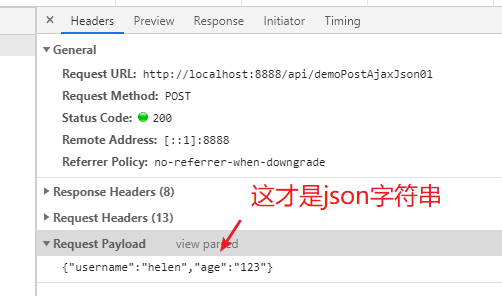 Headers Preview Response Initiator Timing
General
Request URL: http://localhost:8888/api/demoPostAjaxJson01
Request Method: POST
Status Code: 200
Remote Address: [::1]:8888
Referrer Policy: no-referrer-when-downgrade
Response Headers (8)
这才是json字符串
Request Headers (13)
Request Payload view parsed
{"username":"helen","age":"123"}